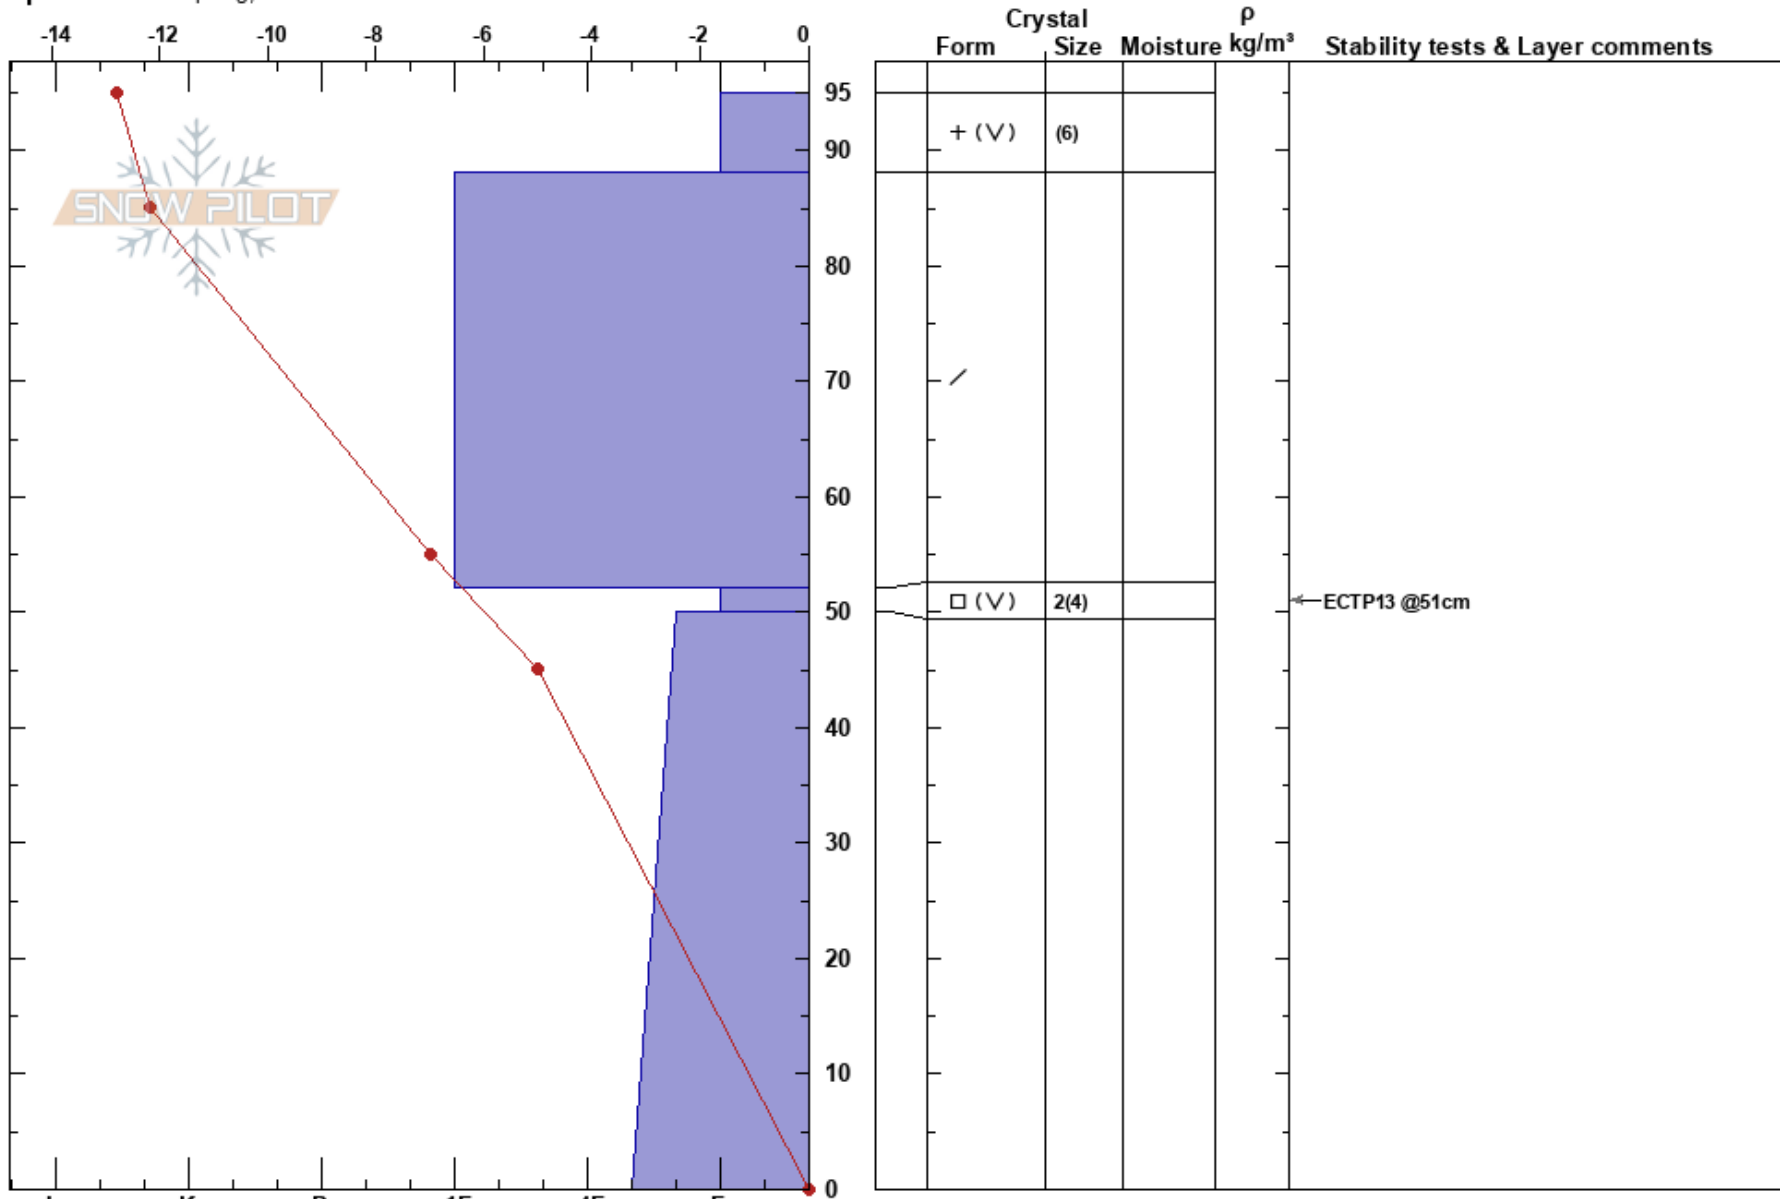 -14 -12 -10 -8 -6 -4 -2 0
Crystal
ρ
Form Size Moisture kg/m³ Stability tests & Layer comments
95
+ (V) (6)
90
SNOW PILOT
80
70
60
□ (V) 2(4)
ECTP13 @51cm
50
40
30
20
10
0